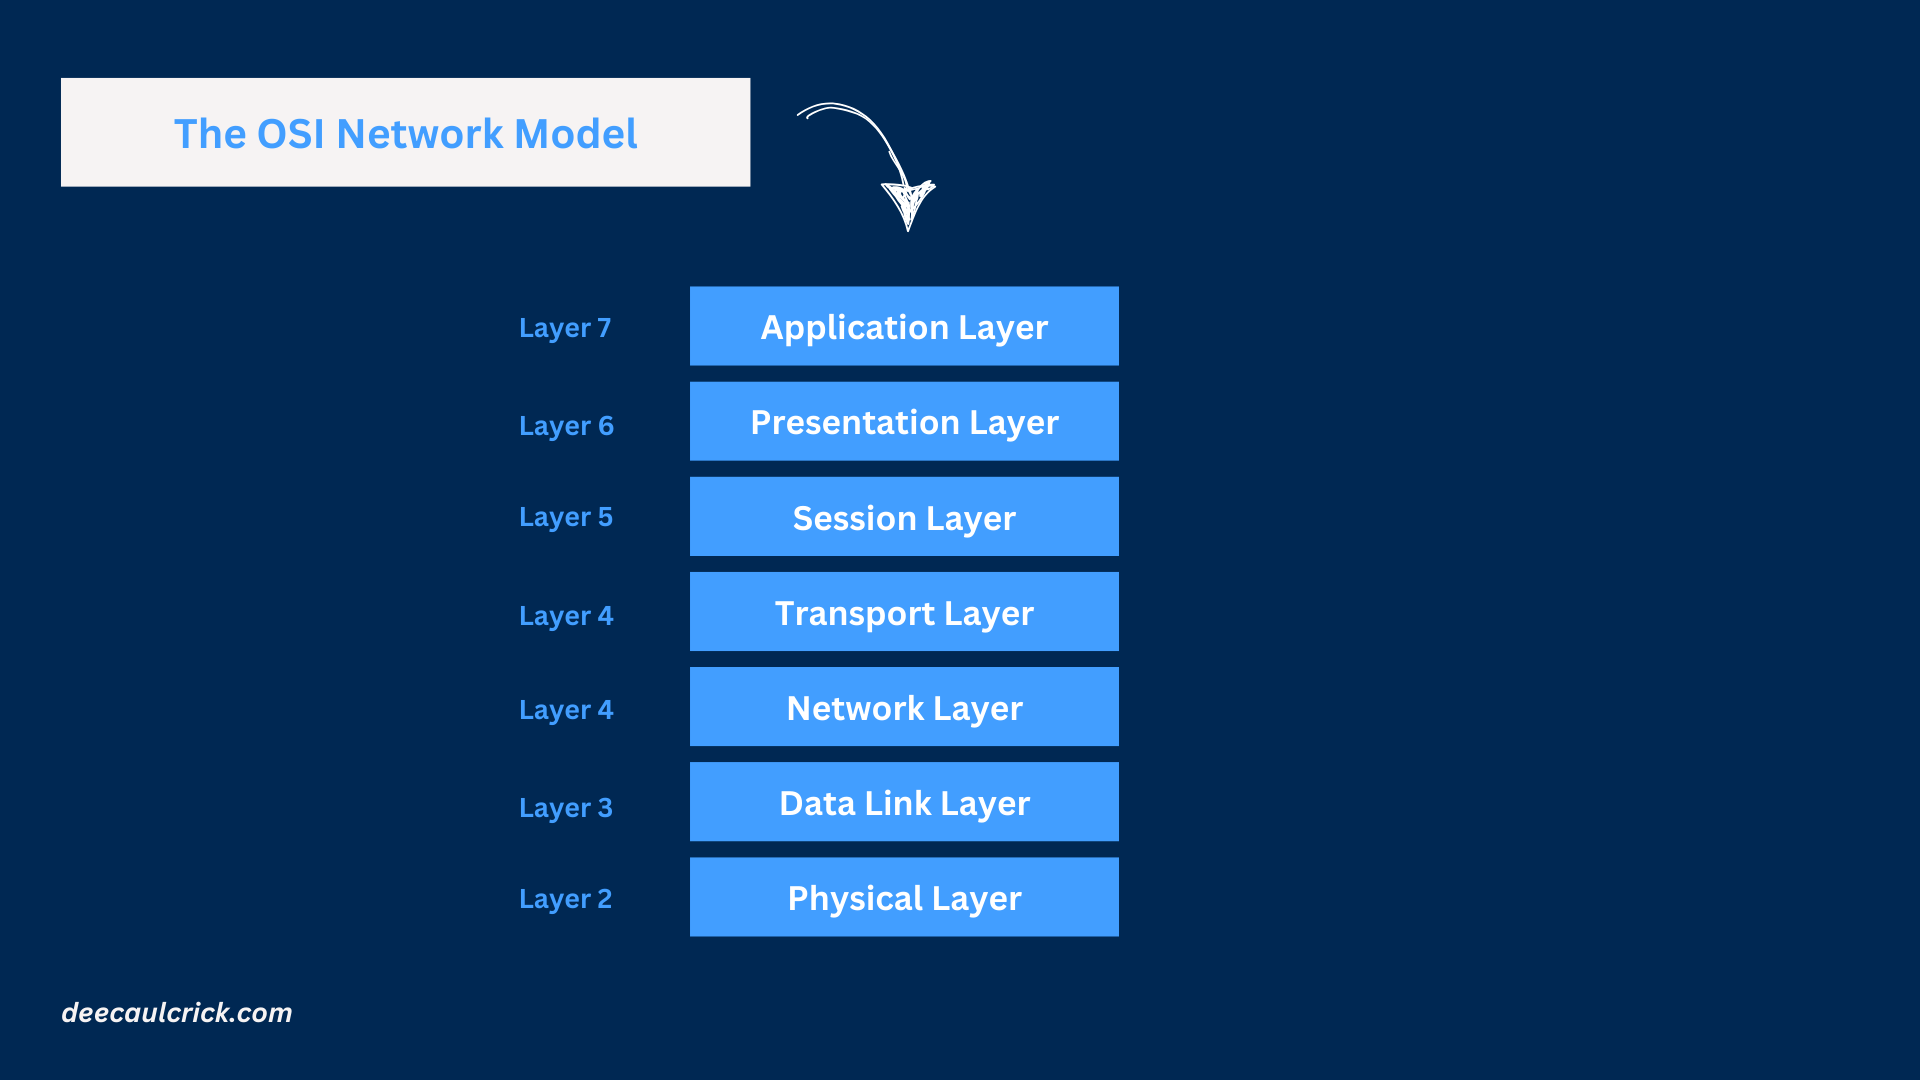 The OSI Network Model
Layer 7 Application Layer
Layer 6 Presentation Layer
Layer 5 Session Layer
Layer 4 Transport Layer
Layer 4 Network Layer
Layer 3 Data Link Layer
Layer 2 Physical Layer
deecaulcrick.com